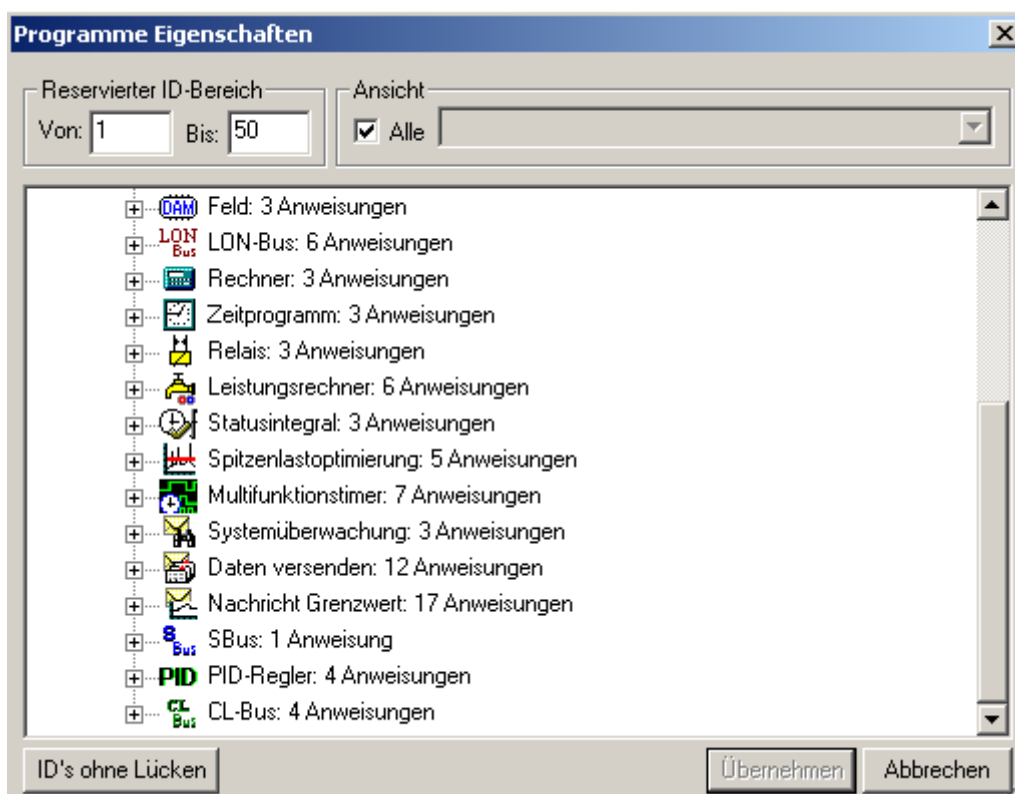 Programme Eigenschaften
Reservierter ID-Bereich
Ansicht
Von: 1 Bis: 50
Alle
DAM Feld: 3 Anweisungen
LON Bus LON-Bus: 6 Anweisungen
Rechner: 3 Anweisungen
Zeitprogramm: 3 Anweisungen
Relais: 3 Anweisungen
Leistungsrechner: 6 Anweisungen
Statusintegral: 3 Anweisungen
Spitzenlastoptimierung: 5 Anweisungen
Multifunktionstimer: 7 Anweisungen
Systemüberwachung: 3 Anweisungen
Daten versenden: 12 Anweisungen
Nachricht Grenzwert: 17 Anweisungen
S Bus SBus: 1 Anweisung
PID PID-Regler: 4 Anweisungen
CL Bus CL-Bus: 4 Anweisungen
ID's ohne Lücken Übernehmen Abbrechen